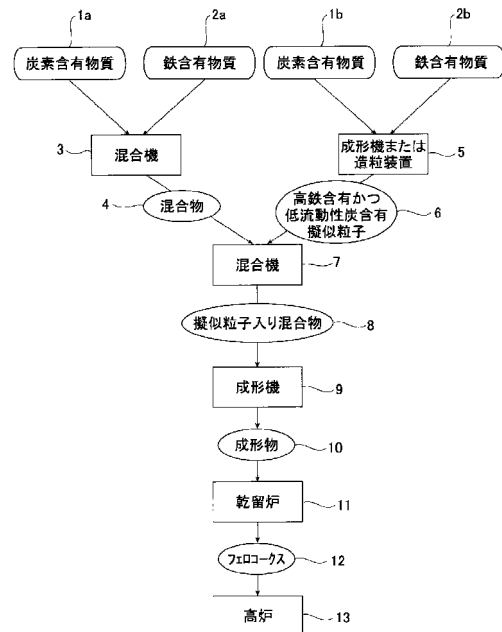 1a
2a
1b
2b
炭素含有物質
鉄含有物質
炭素含有物質
鉄含有物質
3
混合機
成形機または
造粒装置
5
4
混合物
高鉄含有かつ
低流動性炭含有
擬似粒子
6
混合機
7
擬似粒子入り混合物
8
成形機
9
成形物
10
乾留炉
11
フェロコークス
12
高炉
13